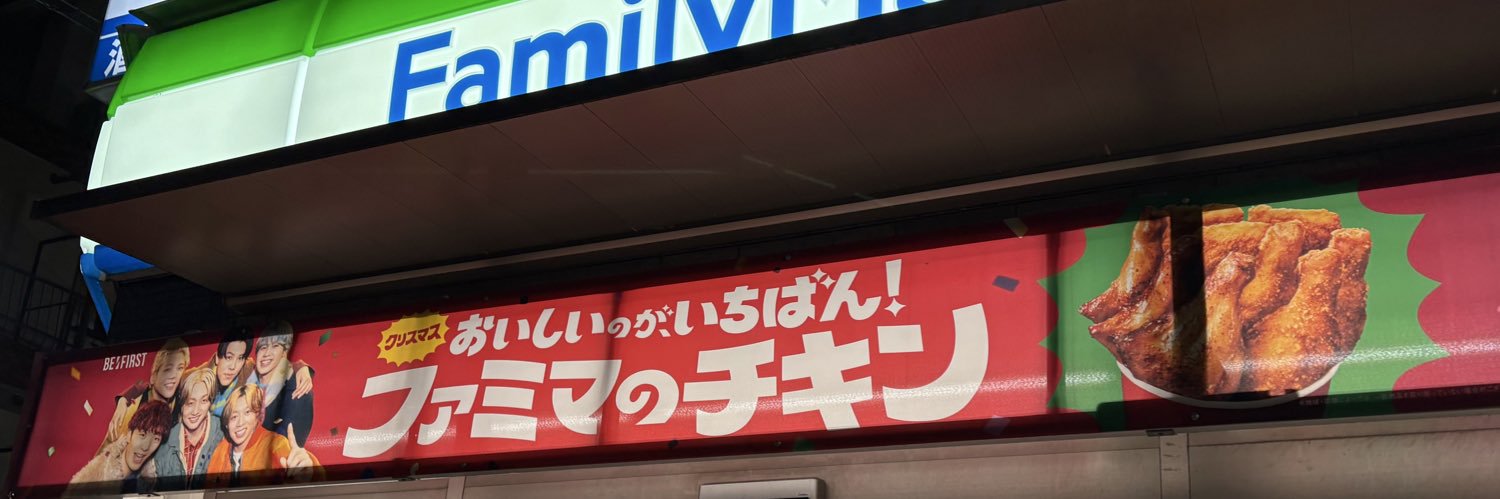 酒
FamilyMa
BE:FIRST
クリスマス
おいしいのが、いちばん!
ファミマのチキン